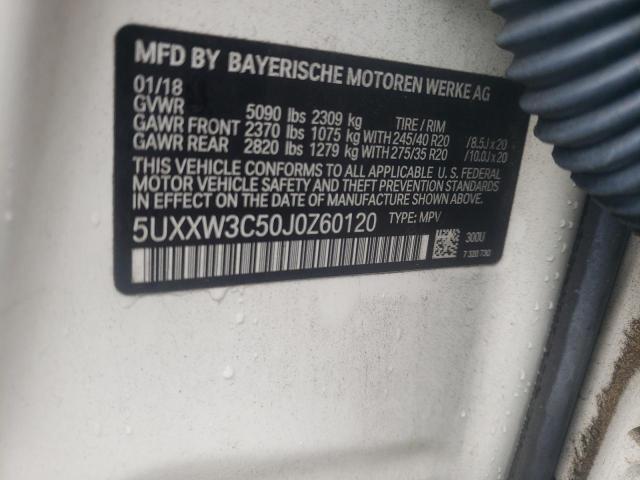 MFD BY BAYERISCHE MOTOREN WERKE AG
01/18
GVWR 5090 lbs 2309 kg TIRE / RIM
GAWR FRONT 2370 lbs 1075 kg WITH 245/40 R20 /8.5J x 20
GAWR REAR 2820 lbs 1279 kg WITH 275/35 R20 /10.0J x 20
THIS VEHICLE CONFORMS TO ALL APPLICABLE U. S. FEDERAL
MOTOR VEHICLE SAFETY AND THEFT PREVENTION STANDARDS IN EFFECT
ON THE DATE OF MANUFACTURE SHOWN ABOVE.
5UXXW3C50J0Z60120 TYPE: MPV
300U
7 320 730